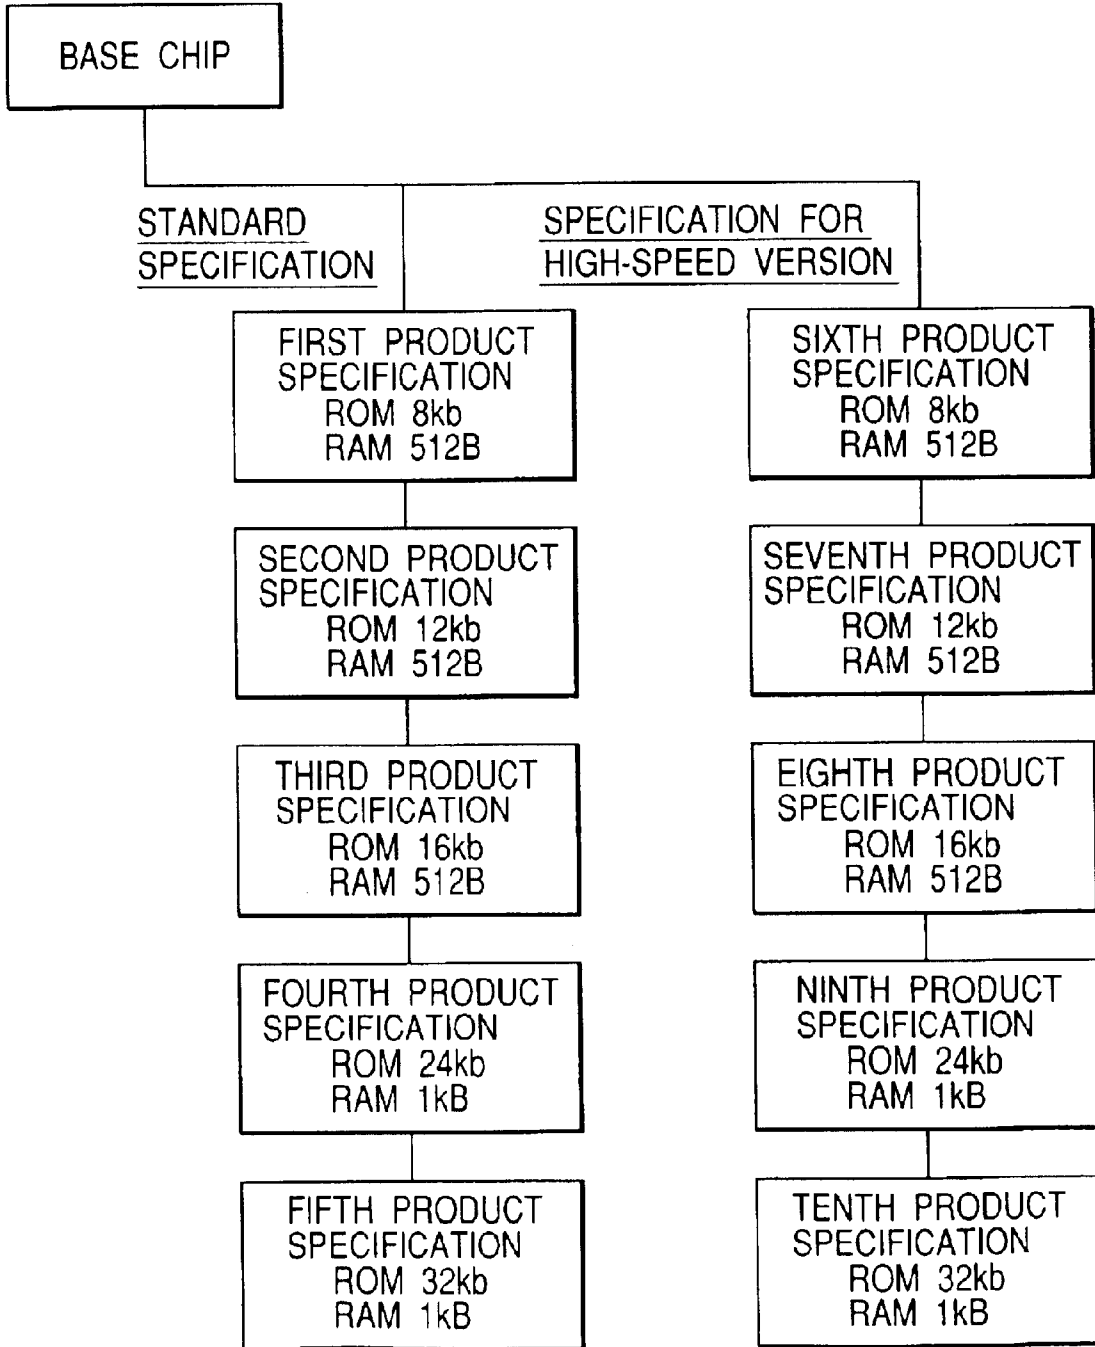 BASE CHIP
STANDARD
SPECIFICATION
SPECIFICATION FOR
HIGH-SPEED VERSION
FIRST PRODUCT
SPECIFICATION
ROM 8kb
RAM 512B
SECOND PRODUCT
SPECIFICATION
ROM 12kb
RAM 512B
THIRD PRODUCT
SPECIFICATION
ROM 16kb
RAM 512B
FOURTH PRODUCT
SPECIFICATION
ROM 24kb
RAM 1kB
FIFTH PRODUCT
SPECIFICATION
ROM 32kb
RAM 1kB
SIXTH PRODUCT
SPECIFICATION
ROM 8kb
RAM 512B
SEVENTH PRODUCT
SPECIFICATION
ROM 12kb
RAM 512B
EIGHTH PRODUCT
SPECIFICATION
ROM 16kb
RAM 512B
NINTH PRODUCT
SPECIFICATION
ROM 24kb
RAM 1kB
TENTH PRODUCT
SPECIFICATION
ROM 32kb
RAM 1kB